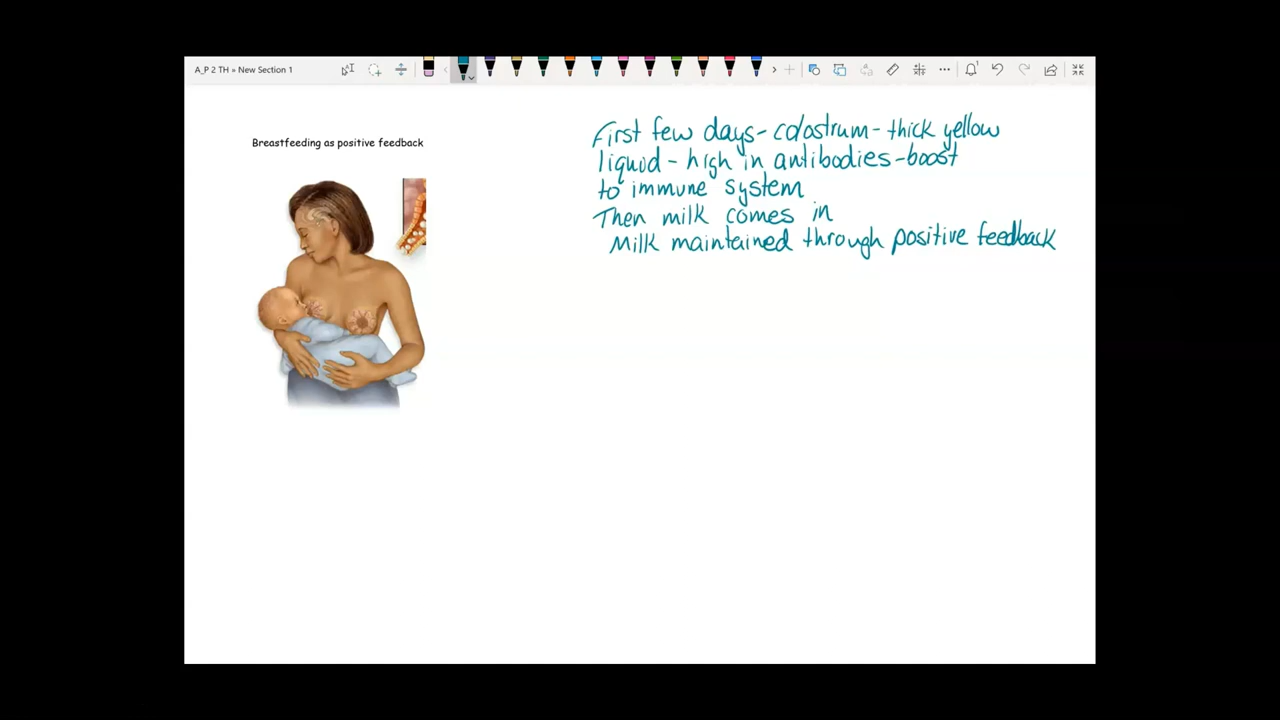 A_P 2 TH » New Section 1
Breastfeeding as positive feedback
First few days - colostrum - thick yellow
liquod - high in antibodies - boost
to immune system
Then milk comes in
Milk maintained through positive feedback